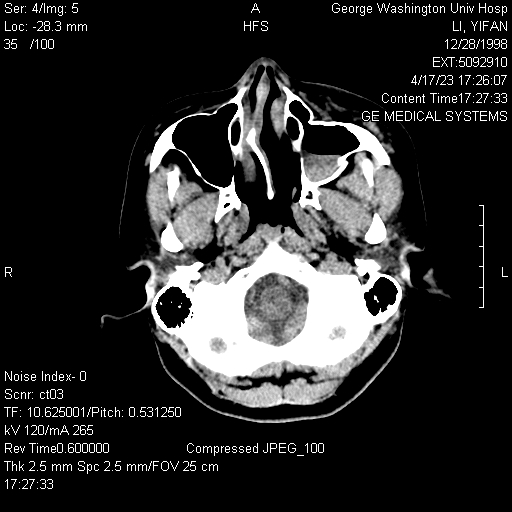 Ser: 4/Img: 5
Loc: -28.3 mm
35 /100
A
HFS
George Washington Univ Hosp
LI, YIFAN
12/28/1998
EXT:5092910
4/17/23 17:26:07
Content Time17:27:33
GE MEDICAL SYSTEMS
R
L
Noise Index- 0
Scnr: ct03
TF: 10.625001/Pitch: 0.531250
kV 120/mA 265
Rev Time0.600000
Compressed JPEG_100
Thk 2.5 mm Spc 2.5 mm/FOV 25 cm
17:27:33